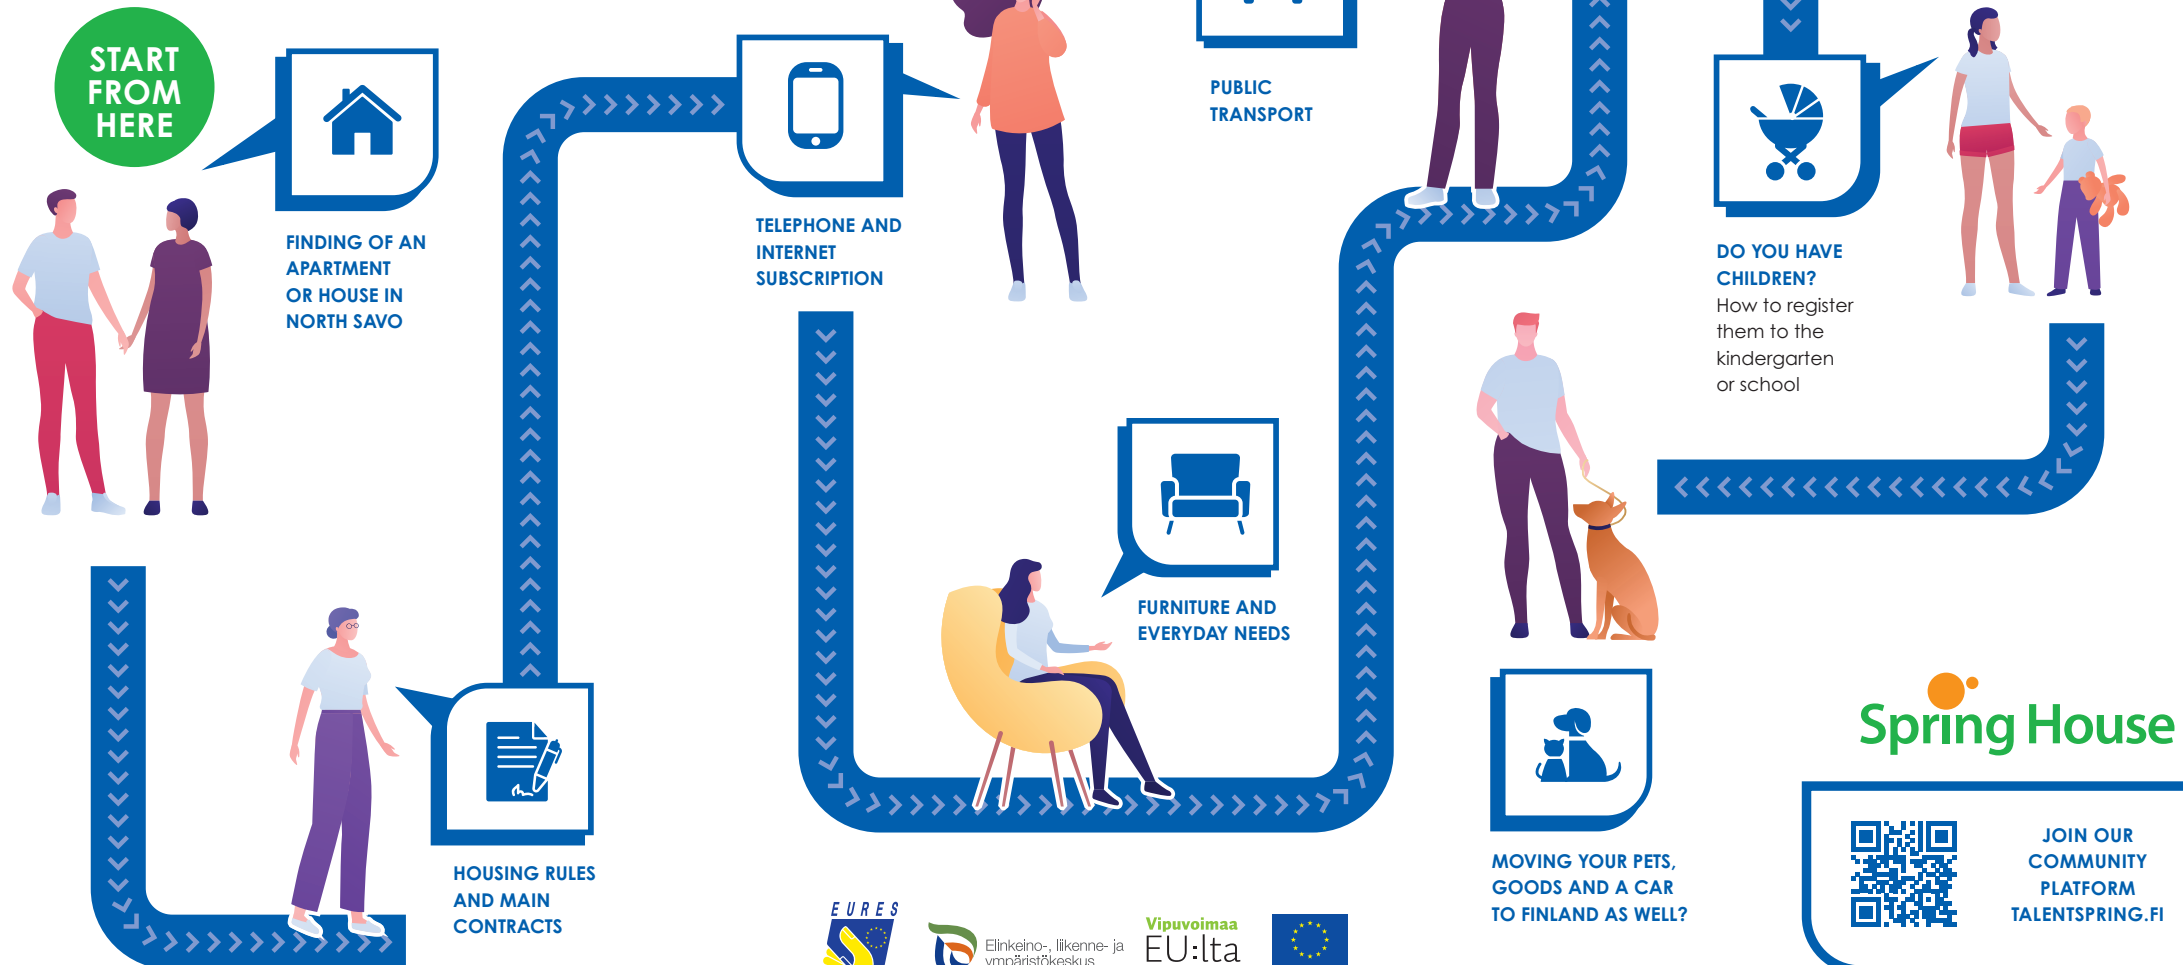 START
FROM
HERE
FINDING OF AN
APARTMENT
OR HOUSE IN
NORTH SAVO
HOUSING RULES
AND MAIN
CONTRACTS
TELEPHONE AND
INTERNET
SUBSCRIPTION
FURNITURE AND
EVERYDAY NEEDS
PUBLIC
TRANSPORT
DO YOU HAVE
CHILDREN?
How to register
them to the
kindergarten
or school
MOVING YOUR PETS,
GOODS AND A CAR
TO FINLAND AS WELL?
Spring House
JOIN OUR
COMMUNITY
PLATFORM
TALENTSPRING.FI
EURES
Elinkeino-, liikenne- ja
ympäristökeskus
Vipuvoimaa
EU:lta